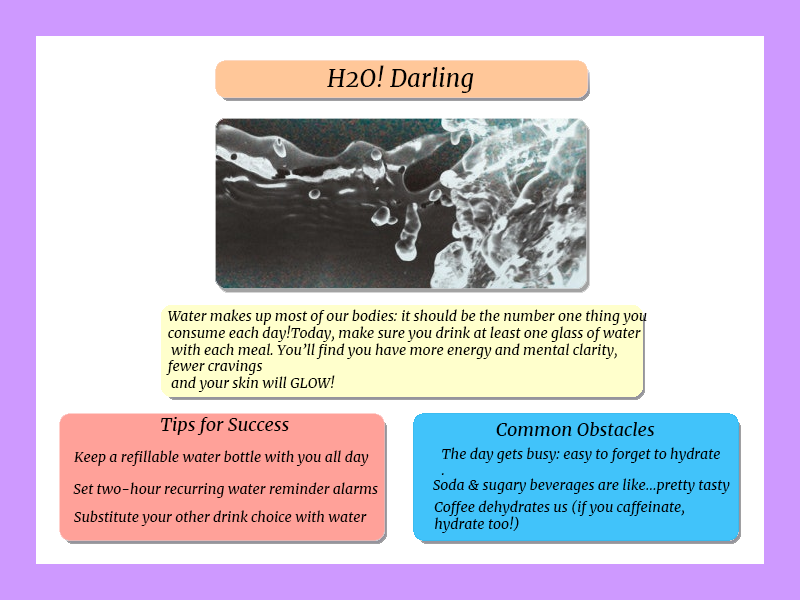 H2O! Darling
Water makes up most of our bodies: it should be the number one thing you
consume each day!Today, make sure you drink at least one glass of water
with each meal. You’ll find you have more energy and mental clarity,
fewer cravings
and your skin will GLOW!
Tips for Success
Keep a refillable water bottle with you all day
Set two-hour recurring water reminder alarms
Substitute your other drink choice with water
Common Obstacles
The day gets busy: easy to forget to hydrate
.
Soda & sugary beverages are like...pretty tasty
Coffee dehydrates us (if you caffeinate,
hydrate too!)